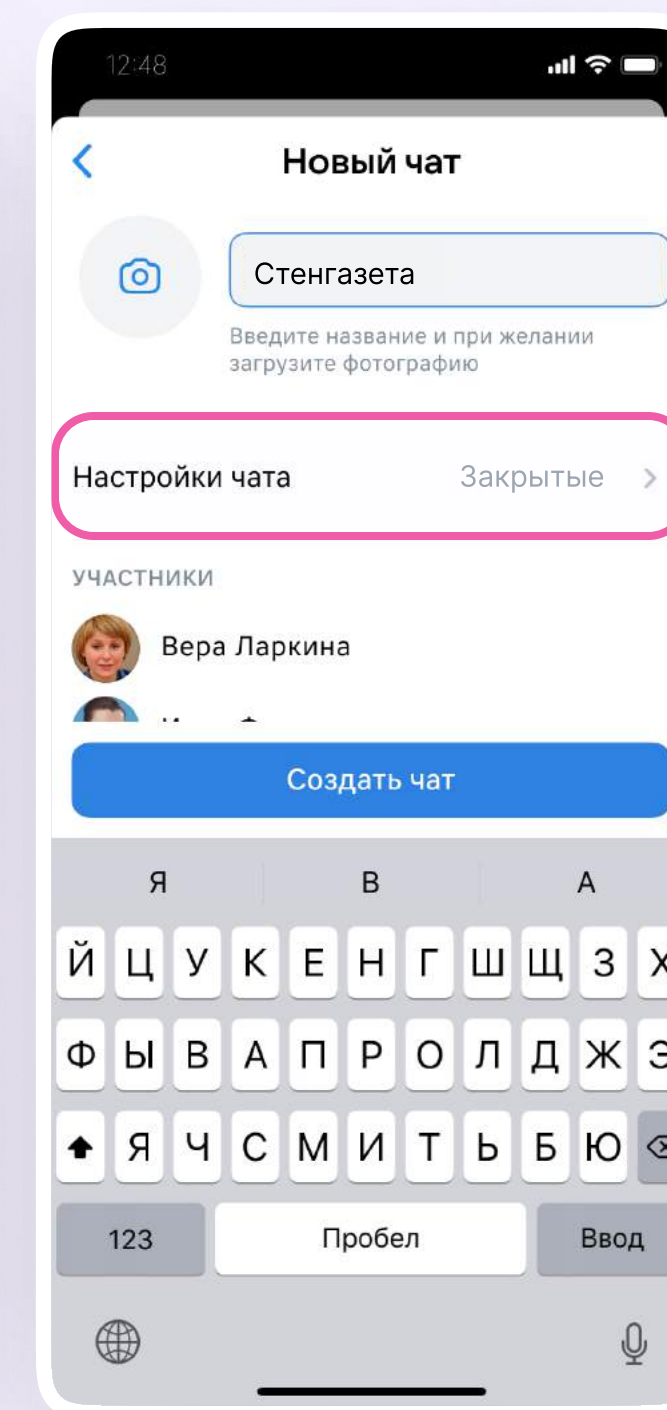 12:48
Новый чат
Стенгазета
Введите название и при желании
загрузите фотографию
Настройки чата Закрытые
УЧАСТНИКИ
Вера Ларкина
Создать чат
Я В А
Й Ц У К Е Н Г Ш Щ З Х
Ф Ы В А П Р О Л Д Ж Э
Я Ч С М И Т Ь Б Ю
123 Пробел Ввод